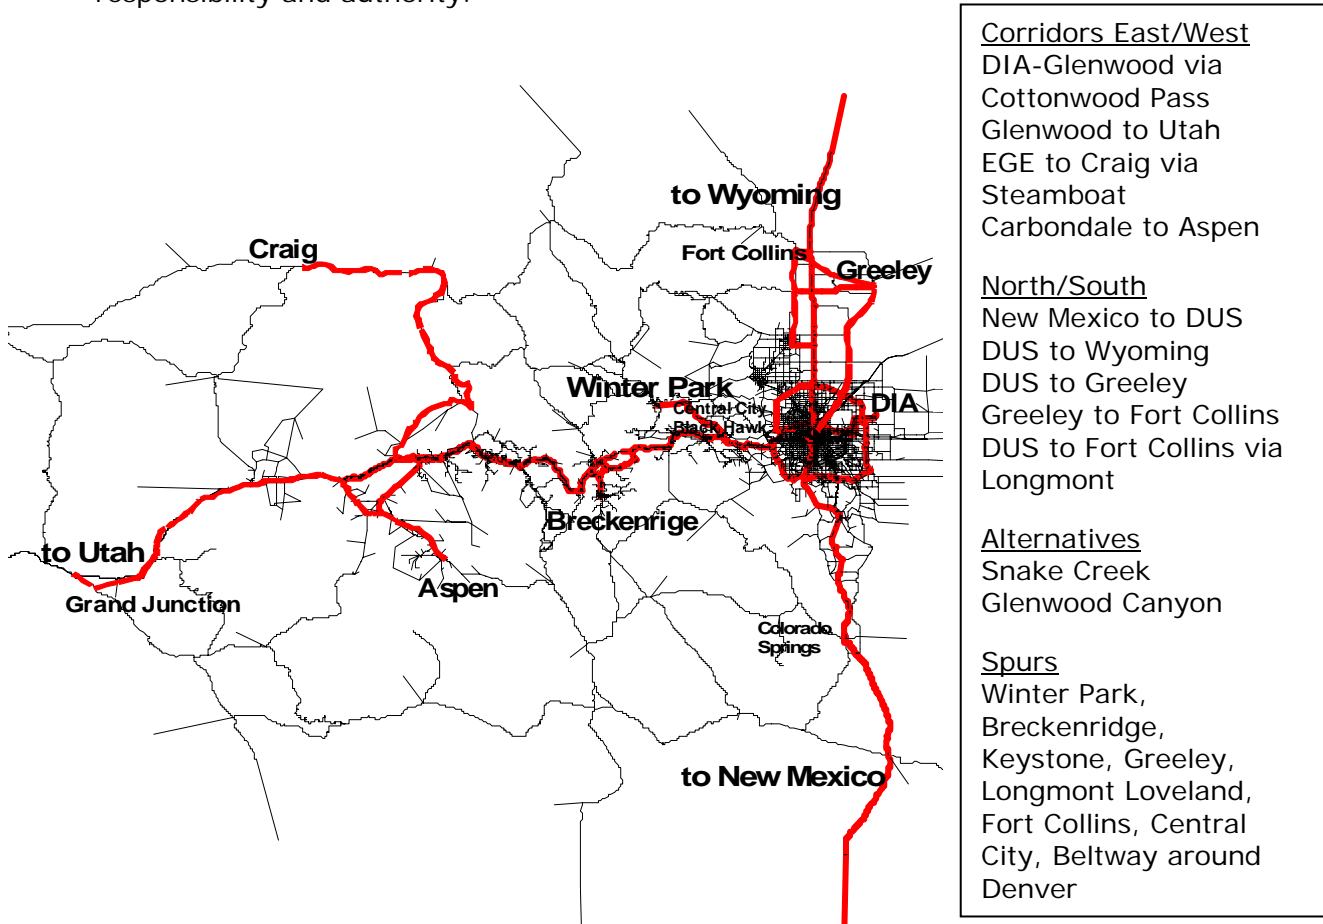 responsibility and authority.
Corridors East/West
DIA-Glenwood via
Cottonwood Pass
Glenwood to Utah
EGE to Craig via
Steamboat
Carbondale to Aspen
North/South
New Mexico to DUS
DUS to Wyoming
DUS to Greeley
Greeley to Fort Collins
DUS to Fort Collins via
Longmont
Alternatives
Snake Creek
Glenwood Canyon
Spurs
Winter Park,
Breckenridge,
Keystone, Greeley,
Longmont Loveland,
Fort Collins, Central
City, Beltway around
Denver
to Wyoming
Craig
Fort Collins
Greeley
Winter Park
Central City
Black Hawk
DIA
Breckenrige
to Utah
Aspen
Grand Junction
Colorado
Springs
to New Mexico